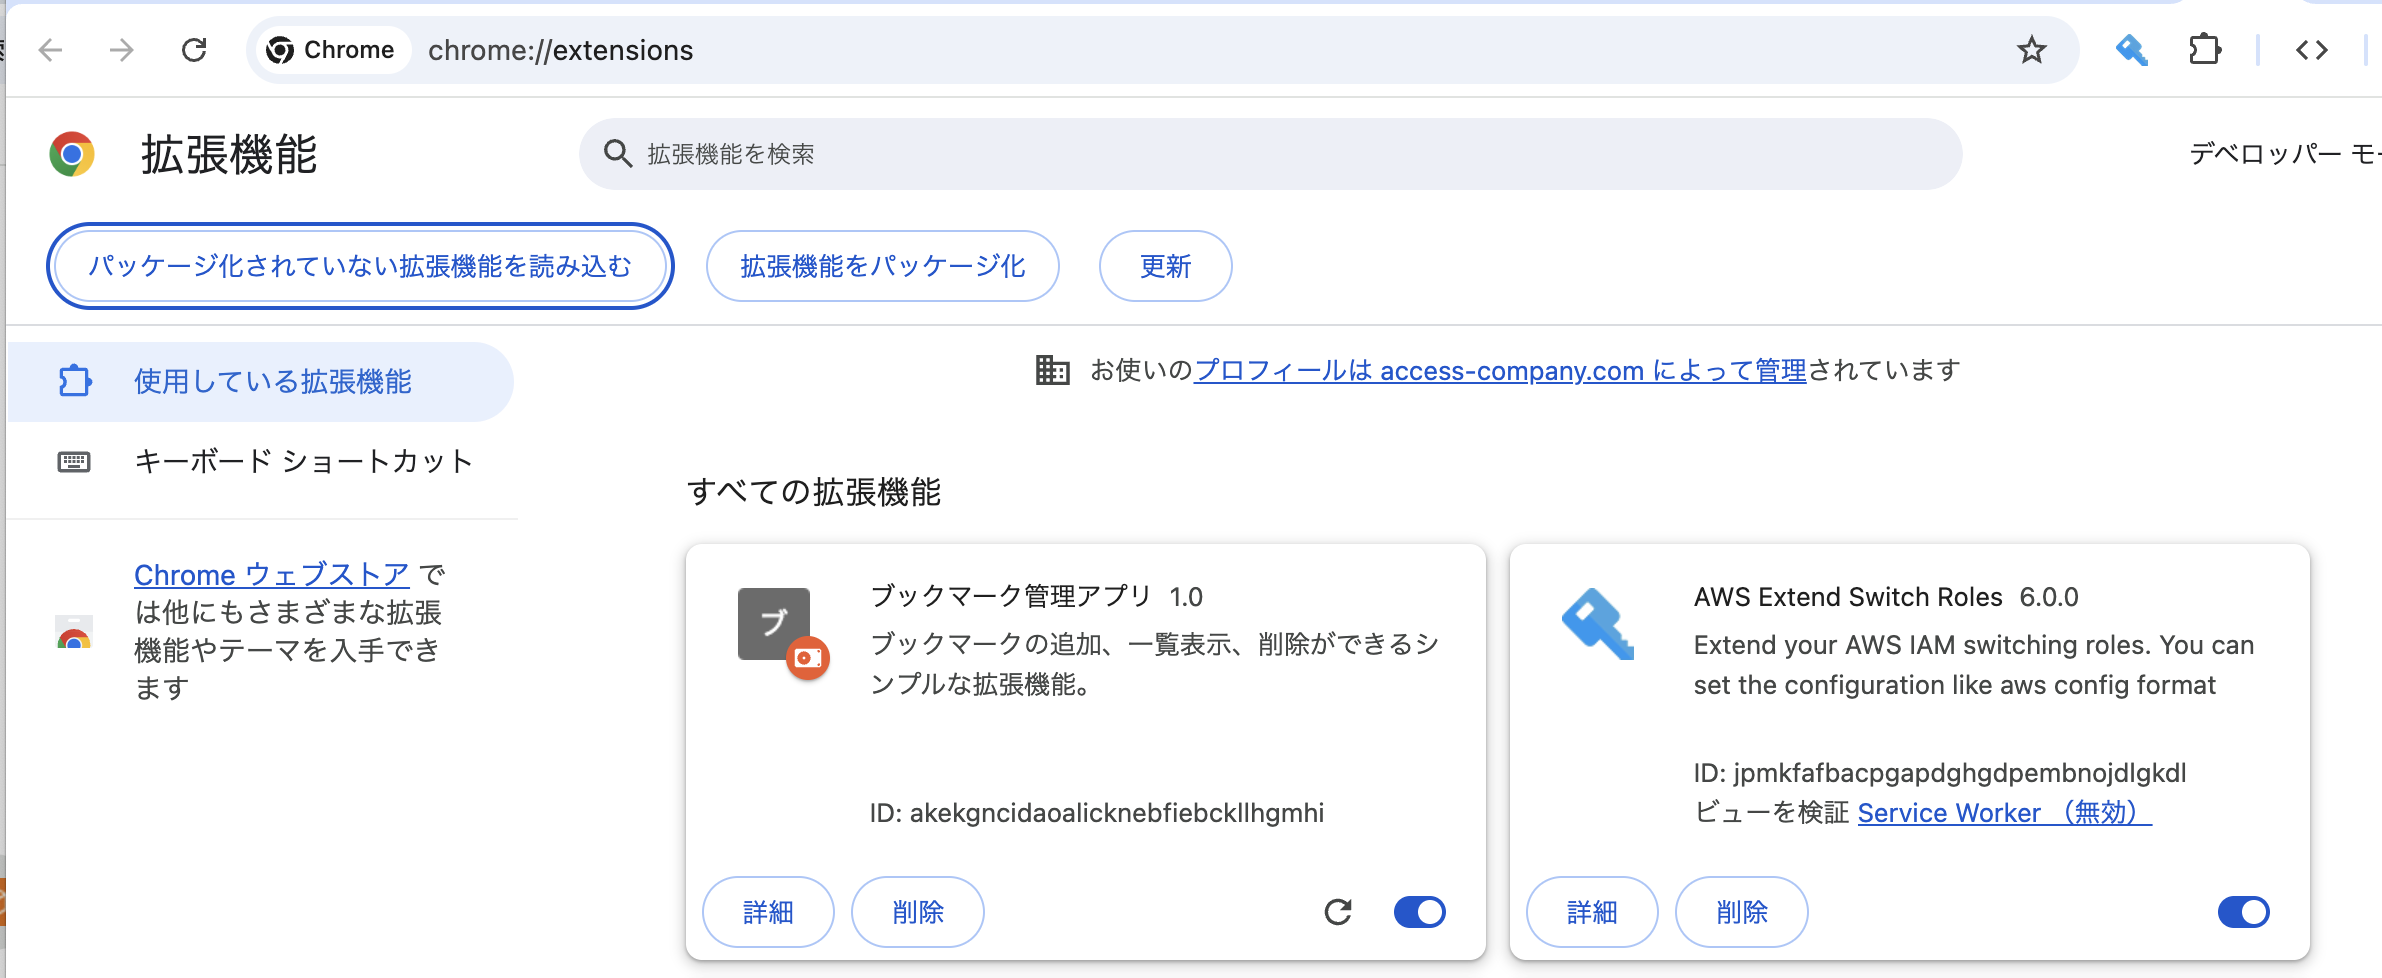 Chrome chrome://extensions
拡張機能
拡張機能を検索
デベロッパー モー
パッケージ化されていない拡張機能を読み込む
拡張機能をパッケージ化
更新
使用している拡張機能
キーボード ショートカット
Chrome ウェブストア で
は他にもさまざまな拡張
機能やテーマを入手でき
ます
お使いのプロフィールは access-company.com によって管理されています
すべての拡張機能
ブ
ブックマーク管理アプリ 1.0
ブックマークの追加、一覧表示、削除ができるシ
ンプルな拡張機能。
ID: akekgncidaoalicknebfiebckllhgmhi
詳細
削除
AWS Extend Switch Roles 6.0.0
Extend your AWS IAM switching roles. You can
set the configuration like aws config format
ID: jpmkfafbacpgapdghgdpembnojdlgkdl
ビューを検証 Service Worker （無効）
詳細
削除